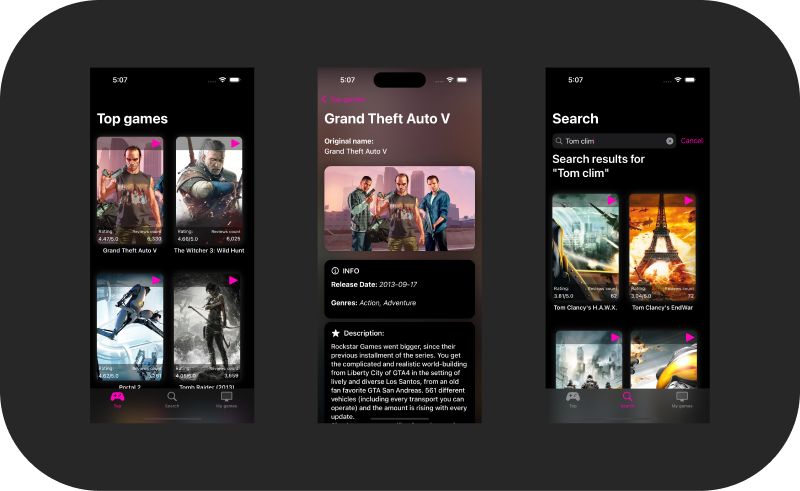 5:07
Top games
Rating:
Reviews count
4.47/5.0
6,330
Grand Theft Auto V
Rating:
Reviews count
4.66/5.0
6,025
The Witcher 3: Wild Hunt
Rating:
Reviews count
4.62/5.0
Portal 2
Rating:
Reviews count
4.05/5.0
3,659
Tomb Raider (2013)
Top
Search
My games
5:07
Top games
Grand Theft Auto V
Original name:
Grand Theft Auto V
INFO
Release Date: 2013-09-17
Genres: Action, Adventure
Description:
Rockstar Games went bigger, since their
previous installment of the series. You get
the complicated and realistic world-building
from Liberty City of GTA4 in the setting of
lively and diverse Los Santos, from an old
fan favorite GTA San Andreas. 561 different
vehicles (including every transport you can
operate) and the amount is rising with every
update.
5:07
Search
Tom clim
Cancel
Search results for
"Tom clim"
Rating:
Reviews count
3.81/5.0
62
Tom Clancy's H.A.W.X.
Rating:
Reviews count
3.04/5.0
72
Tom Clancy's EndWar
Top
Search
My games